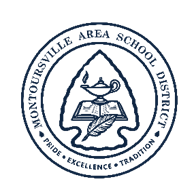 MONTOURSVILLE AREA SCHOOL DISTRICT
PRIDE • EXCELLENCE • TRADITION